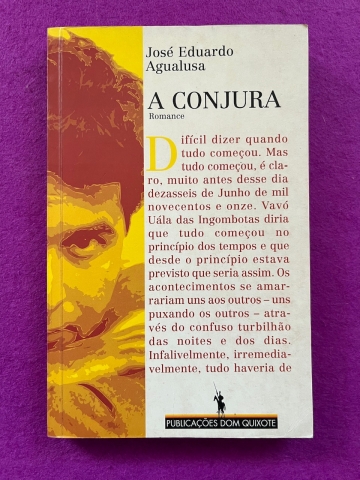 José Eduardo
Agualusa
A CONJURA
Romance
Difícil dizer quando
tudo começou. Mas
tudo começou, é cla-
ro, muito antes desse dia
dezasseis de Junho de mil
novecentos e onze. Vavó
Uála das Ingombotas diria
que tudo começou no
princípio dos tempos e que
desde o princípio estava
previsto que seria assim. Os
acontecimentos se amar-
rariam uns aos outros – uns
puxando os outros – atra-
vés do confuso turbilhão
das noites e dos dias.
Infalivelmente, irremedia-
velmente, tudo haveria de
PUBLICAÇÕES DOM QUIXOTE